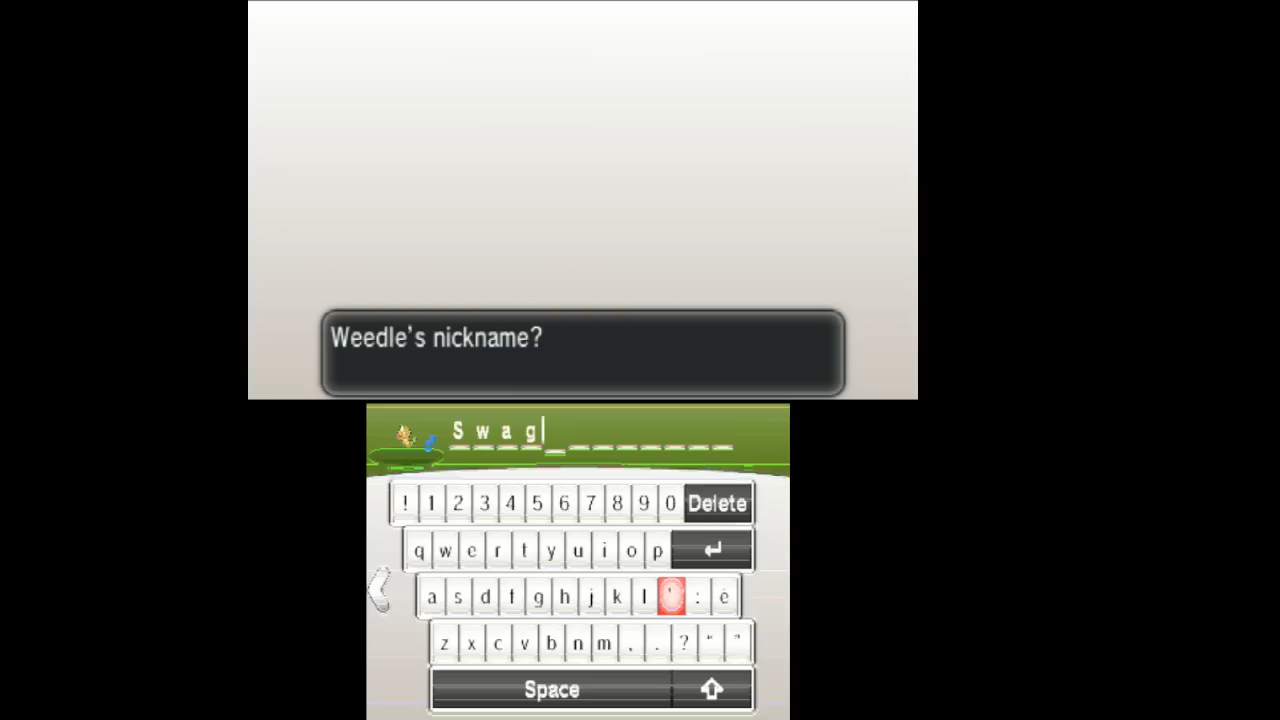 Weedle's nickname?
Swag
! 1 2 3 4 5 6 7 8 9 0 Delete
q w e r t y u i o p ↵
a s d f g h j k l ' : é
z x c v b n m , . ? “ ”
Space